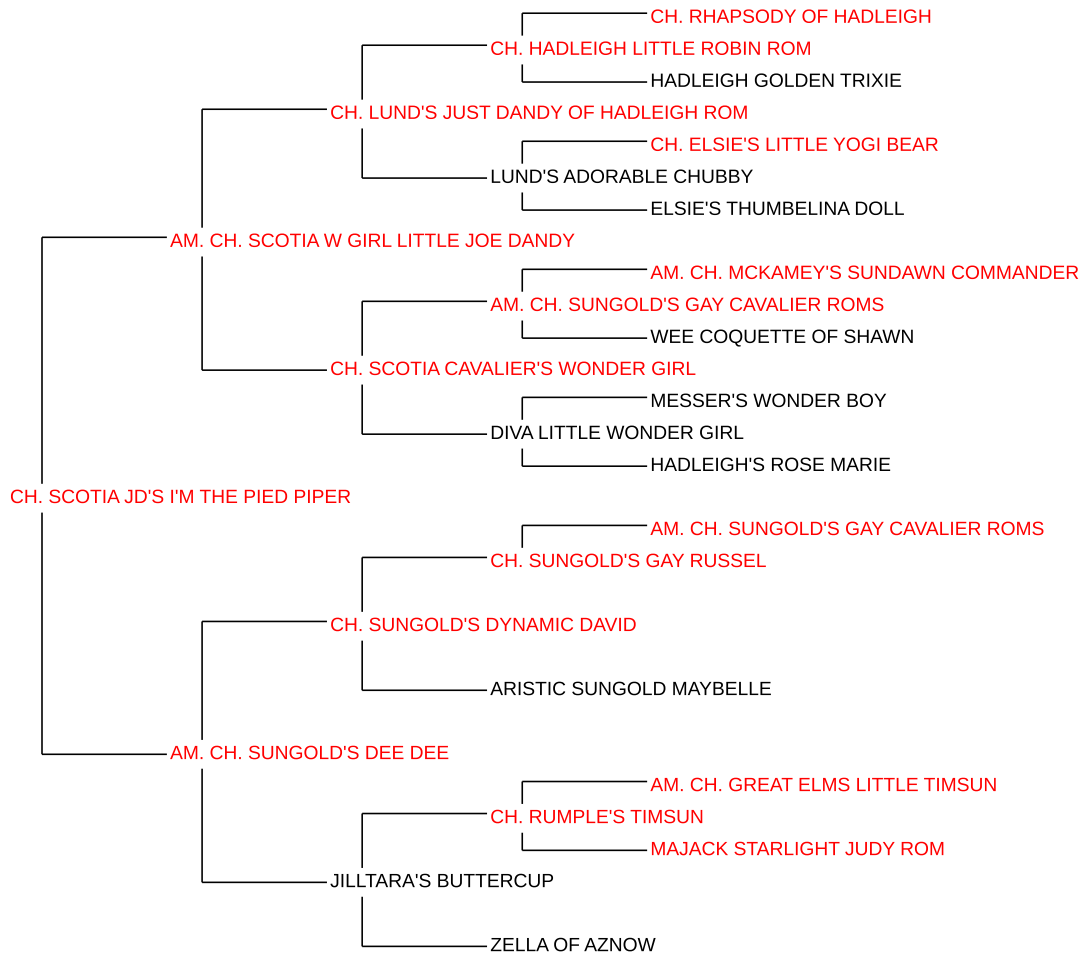 CH. RHAPSODY OF HADLEIGH
CH. HADLEIGH LITTLE ROBIN ROM
HADLEIGH GOLDEN TRIXIE
CH. LUND'S JUST DANDY OF HADLEIGH ROM
CH. ELSIE'S LITTLE YOGI BEAR
LUND'S ADORABLE CHUBBY
ELSIE'S THUMBELINA DOLL
AM. CH. SCOTIA W GIRL LITTLE JOE DANDY
AM. CH. MCKAMEY'S SUNDAWN COMMANDER
AM. CH. SUNGOLD'S GAY CAVALIER ROMS
WEE COQUETTE OF SHAWN
CH. SCOTIA CAVALIER'S WONDER GIRL
MESSER'S WONDER BOY
DIVA LITTLE WONDER GIRL
HADLEIGH'S ROSE MARIE
CH. SCOTIA JD'S I'M THE PIED PIPER
AM. CH. SUNGOLD'S GAY CAVALIER ROMS
CH. SUNGOLD'S GAY RUSSEL
CH. SUNGOLD'S DYNAMIC DAVID
ARISTIC SUNGOLD MAYBELLE
AM. CH. SUNGOLD'S DEE DEE
AM. CH. GREAT ELMS LITTLE TIMSUN
CH. RUMPLE'S TIMSUN
MAJACK STARLIGHT JUDY ROM
JILLTARA'S BUTTERCUP
ZELLA OF AZNOW